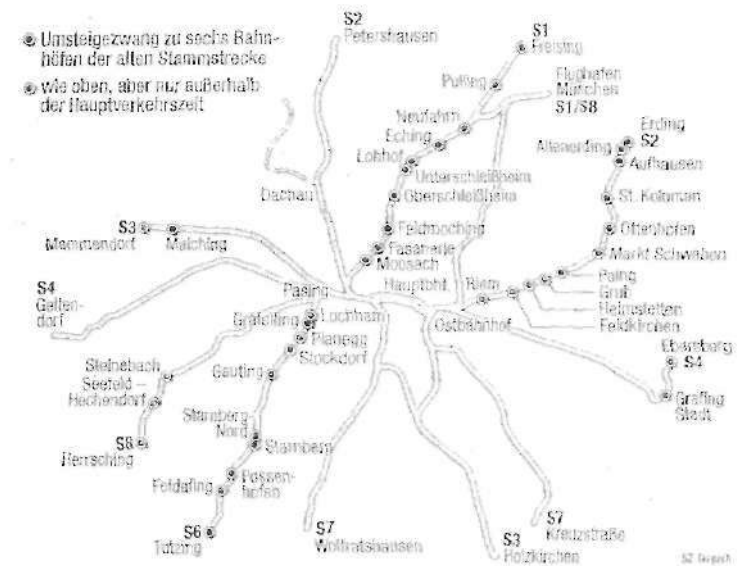 Umsteigezwang zu sechs Bahn-
höfen der alten Stammstrecke
wie oben, aber nur außerhalb
der Hauptverkehrszeit
S2
Petershausen
S1
Freising
Pulling
Flughafen
München
S1/S8
Neufahrn
Eching
Lohhof
Unterschleißheim
Oberschleißheim
Feldmoching
Fasanerie
Moosach
Dachau
Erding
S2
Altenerding
Aufhausen
St. Koloman
Ottenhofen
Markt Schwaben
Poing
Grub
Heimstetten
Feldkirchen
Riem
S3
Mammendorf
Malching
S4
Gelten-
dorf
Pasing
Hauptbhf.
Ostbahnhof
Lochham
Gräfelfing
Planegg
Stockdorf
Gauting
Steinebach
Seefeld –
Hechendorf
S8
Herrsching
Starnberg-
Nord
Starnberg
Possen-
hofen
Feldafing
S6
Tutzing
S7
Wolfratshausen
S3
Holzkirchen
S7
Kreuzstraße
Ebersberg
S4
Grafing
Stadt
SZ